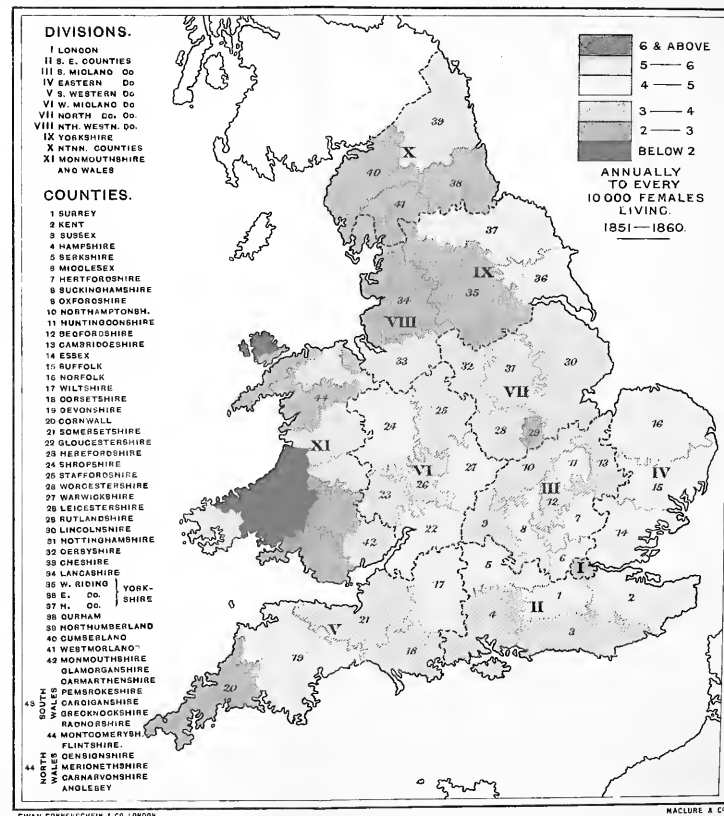 DIVISIONS.
I LONDON
II S. E. COUNTIES
III S. MIDLAND Do
IV EASTERN Do
V S. WESTERN Do
VI W. MIDLAND DO
VII NORTH Do. Do.
VIII NTH. WESTN. Do.
IX YORKSHIRE
X NTHN. COUNTIES
XI MONMOUTHSHIRE
AND WALES
COUNTIES.
1 SURREY
2 KENT
3 SUSSEX
4 HAMPSHIRE
5 BERKSHIRE
6 MIDDLESEX
7 HERTFORDSHIRE
8 BUCKINGHAMSHIRE
9 OXFORDSHIRE
10 NORTHAMPTONSH.
11 HUNTINGDONSHIRE
12 BEDFORDSHIRE
13 CAMBRIDGESHIRE
14 ESSEX
15 SUFFOLK
16 NORFOLK
17 WILTSHIRE
18 DORSETSHIRE
19 DEVONSHIRE
20 CORNWALL
21 SOMERSETSHIRE
22 GLOUCESTERSHIRE
23 HEREFORDSHIRE
24 SHROPSHIRE
25 STAFFORDSHIRE
26 WORCESTERSHIRE
27 WARWICKSHIRE
28 LEICESTERSHIRE
29 RUTLANDSHIRE
30 LINCOLNSHIRE
31 NOTTINGHAMSHIRE
32 DERBYSHIRE
33 CHESHIRE
34 LANCASHIRE
35 W. RIDING
36 E. DO.
37 N. DO.
YORKSHIRE
38 DURHAM
39 NORTHUMBERLAND
40 CUMBERLAND
41 WESTMORLAND
42 MONMOUTHSHIRE
GLAMORGANSHIRE
CARMARTHENSHIRE
43 SOUTH WALES
PEMBROKESHIRE
CARDIGANSHIRE
BRECKNOCKSHIRE
RADNORSHIRE
44 MONTGOMERYSH.
FLINTSHIRE.
44 NORTH WALES
DENBIGHSHIRE
MERIONETHSHIRE
CARNARVONSHIRE
ANGLESEY
6 & ABOVE
5 — 6
4 — 5
3 — 4
2 — 3
BELOW 2
ANNUALLY
TO EVERY
10000 FEMALES
LIVING.
1851—1860.
39
X
40
38
41
37
IX
36
34
35
VIII
33
32
31
30
VII
44
24
25
28
29
16
XI
VI
27
10
11
13
IV
15
26
III
12
23
22
9
8
7
14
42
6
I
5
17
1
2
II
4
3
V
21
18
19
20
SWAN SONNENSCHEIN & CO. LONDON
MACLURE & CO